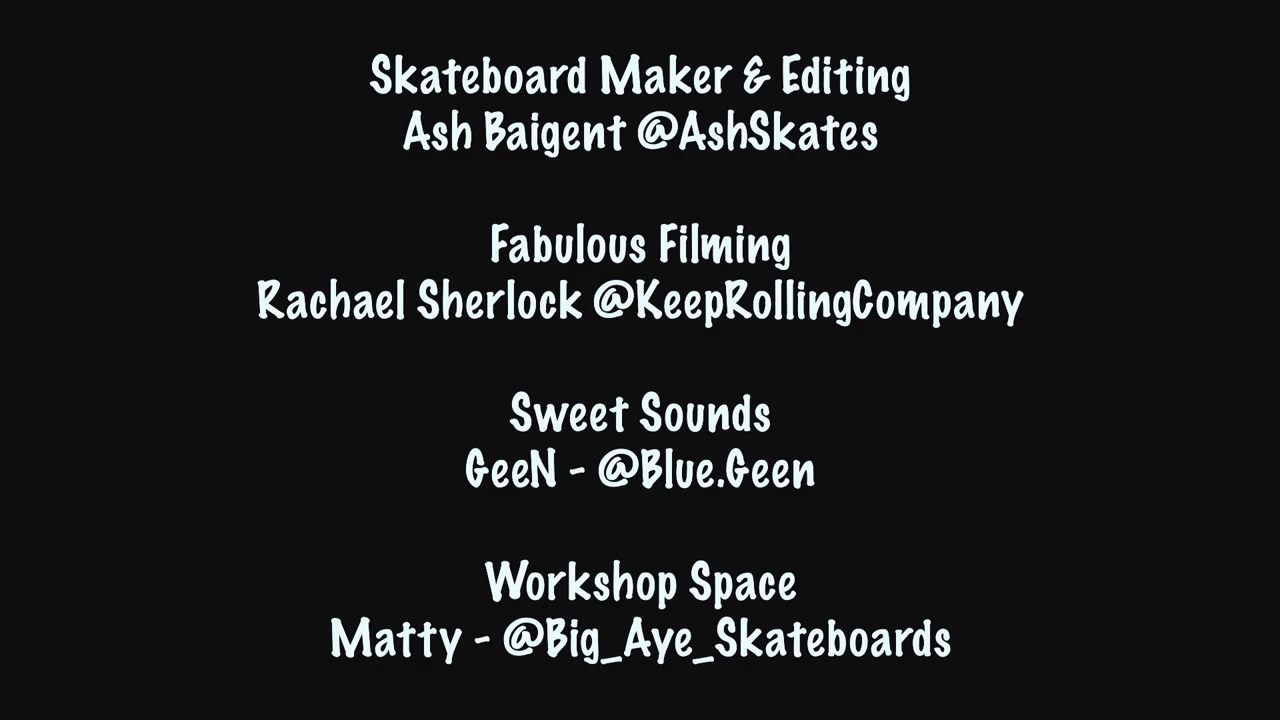 Skateboard Maker & Editing
Ash Baigent @AshSkates
Fabulous Filming
Rachael Sherlock @KeepRollingCompany
Sweet Sounds
GeeN - @Blue.Geen
Workshop Space
Matty - @Big_Aye_Skateboards